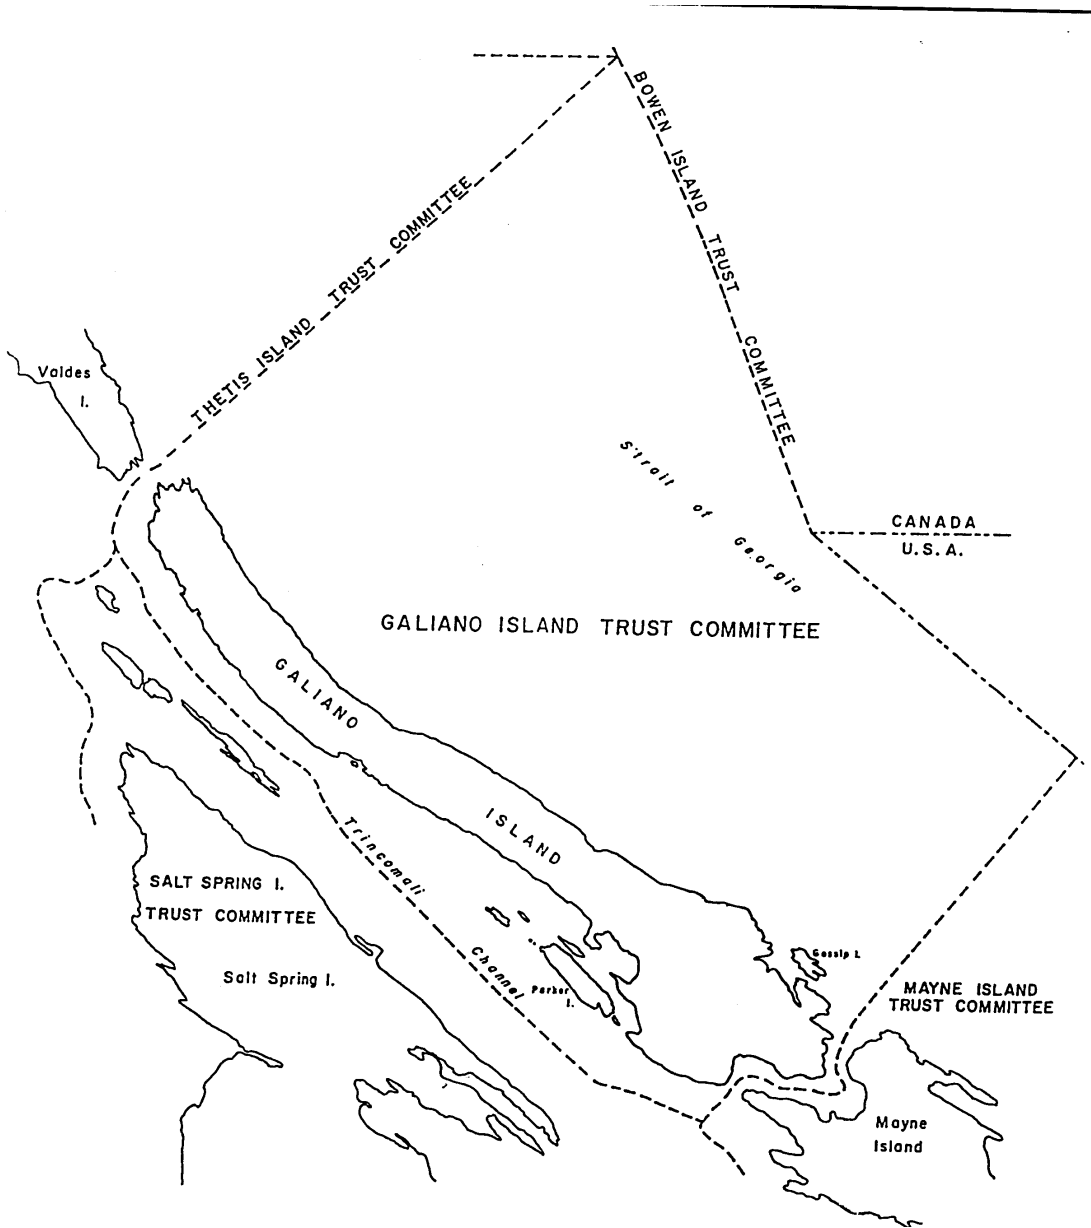 BOWEN ISLAND TRUST COMMITTEE
THETIS ISLAND TRUST COMMITTEE
Valdes
I.
Strait of Georgia
CANADA
U.S.A.
GALIANO ISLAND TRUST COMMITTEE
GALIANO ISLAND
Trincomali Channel
SALT SPRING I.
TRUST COMMITTEE
Salt Spring I.
Parker
I.
Gossip I.
MAYNE ISLAND
TRUST COMMITTEE
Mayne
Island